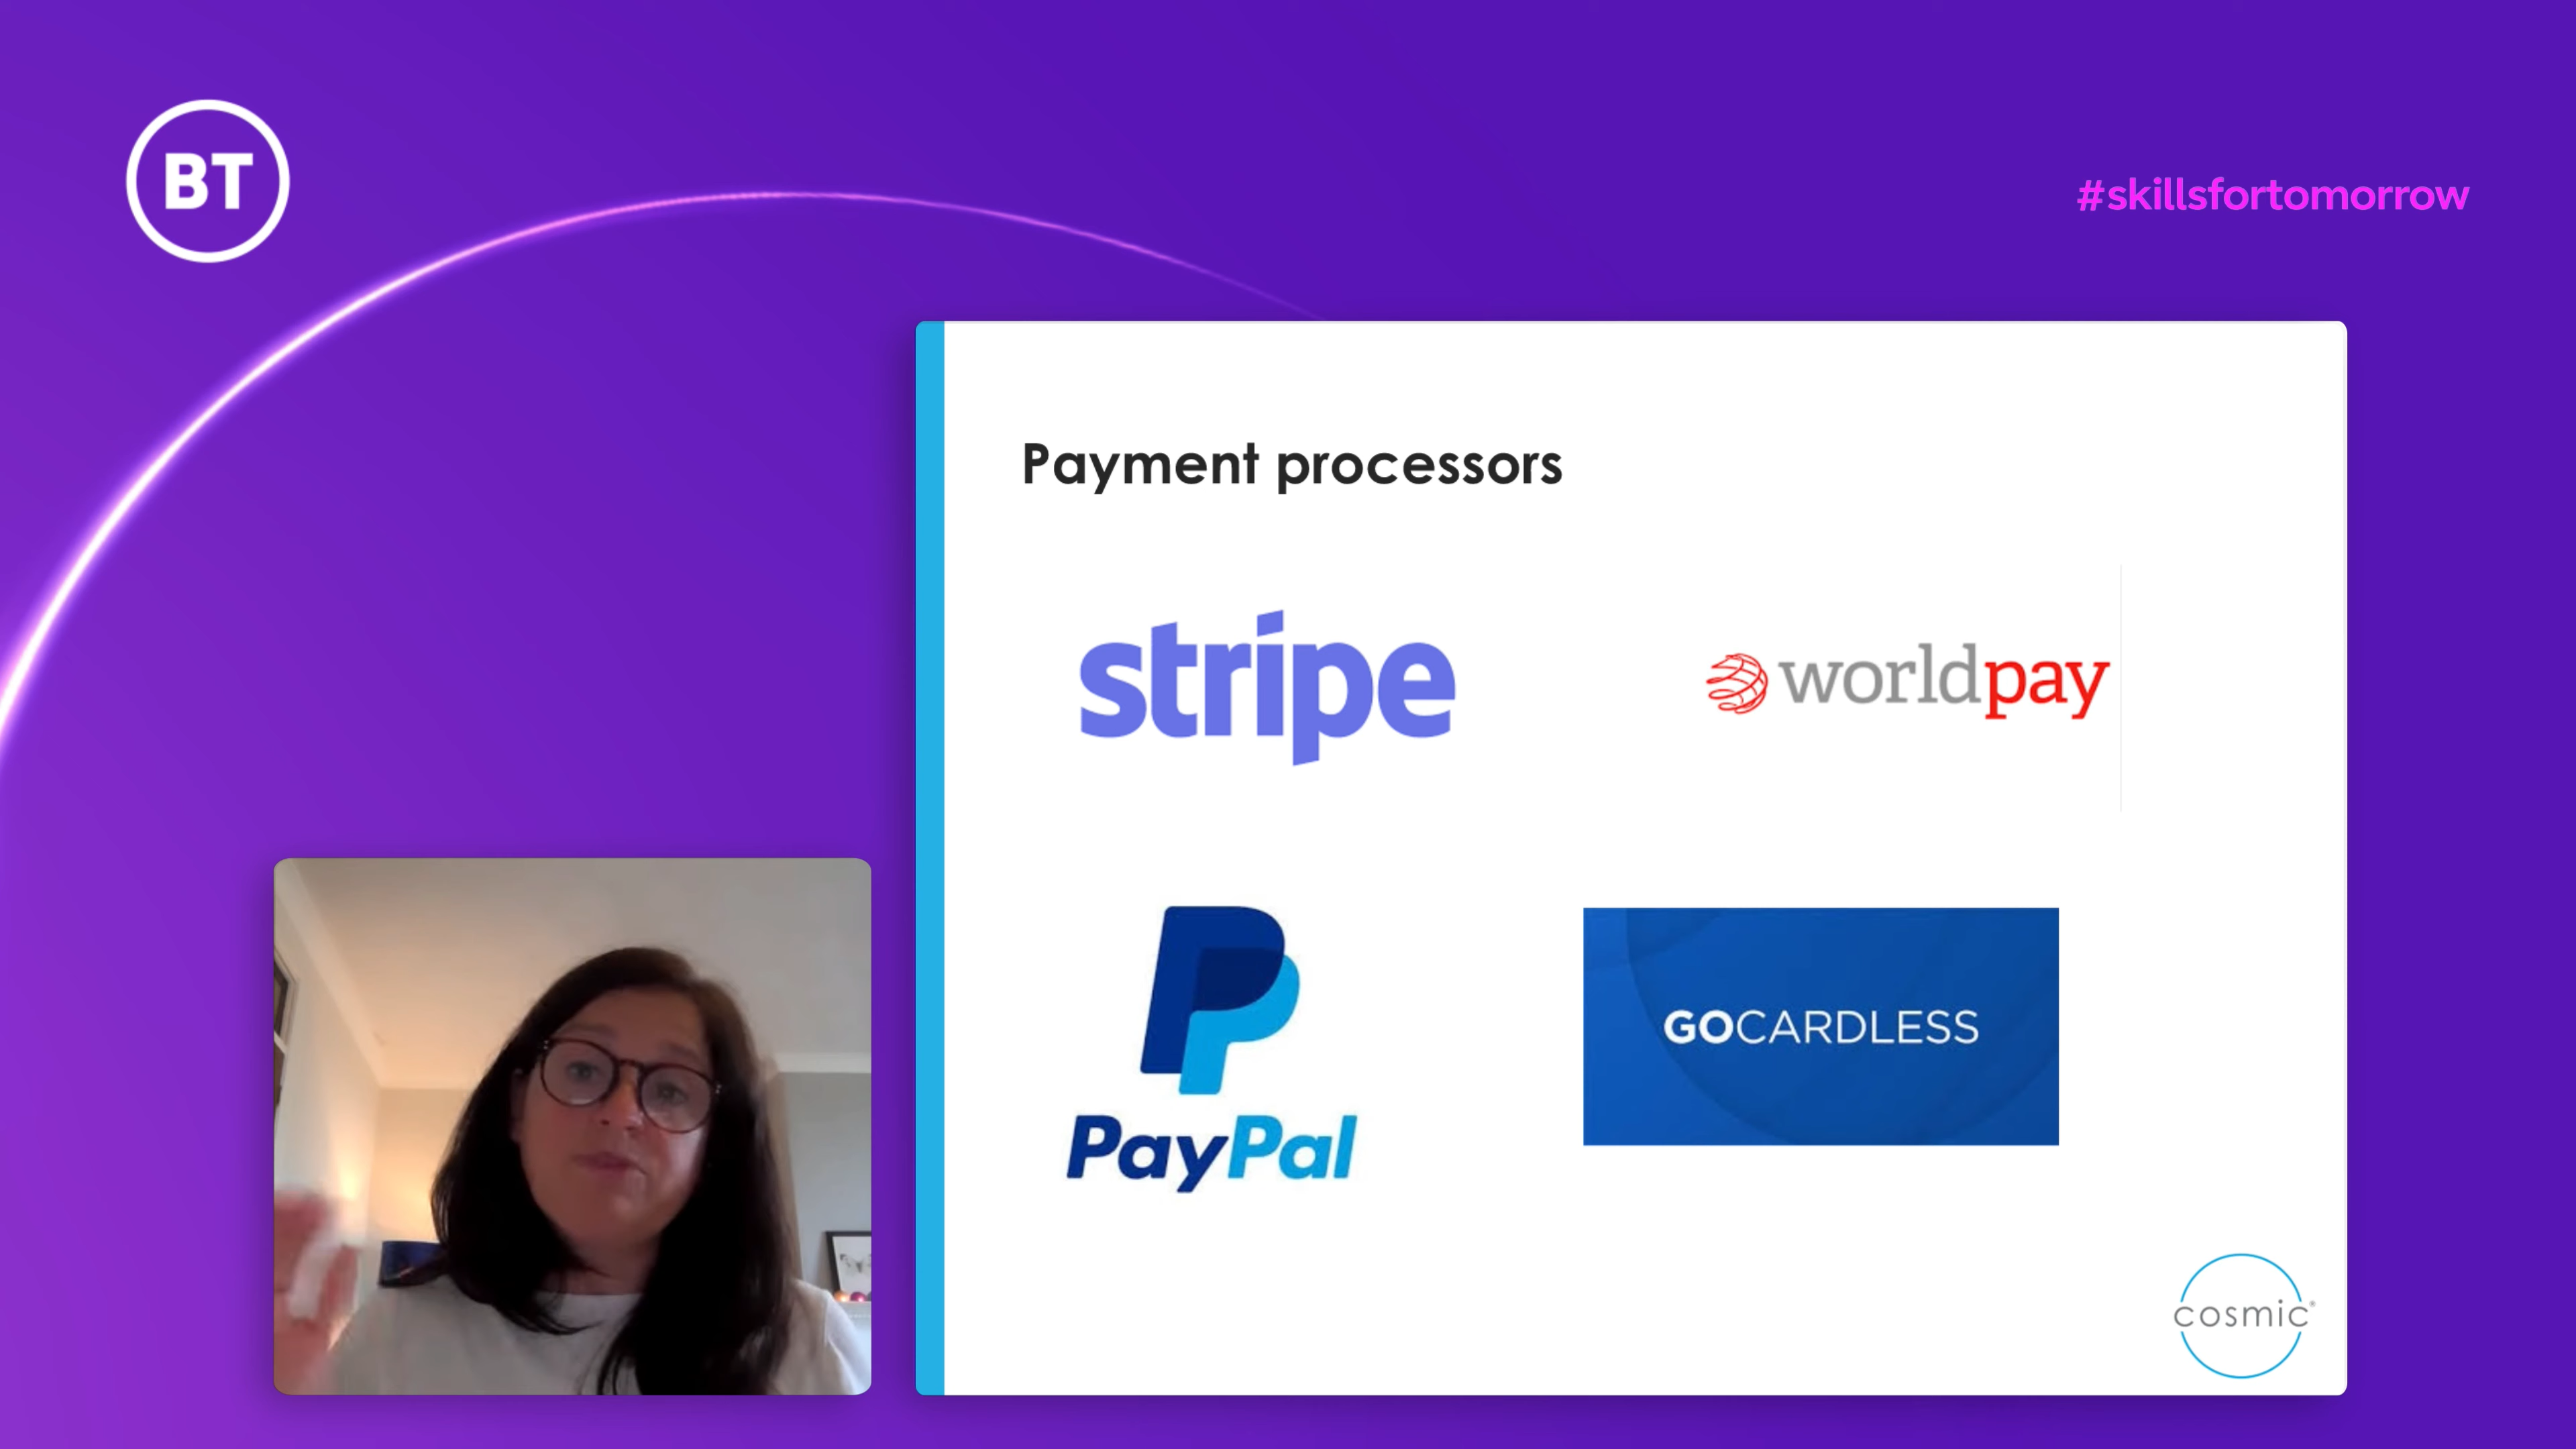 BT
#skillsfortomorrow
Payment processors
stripe
worldpay
PayPal
GOCARDLESS
cosmic